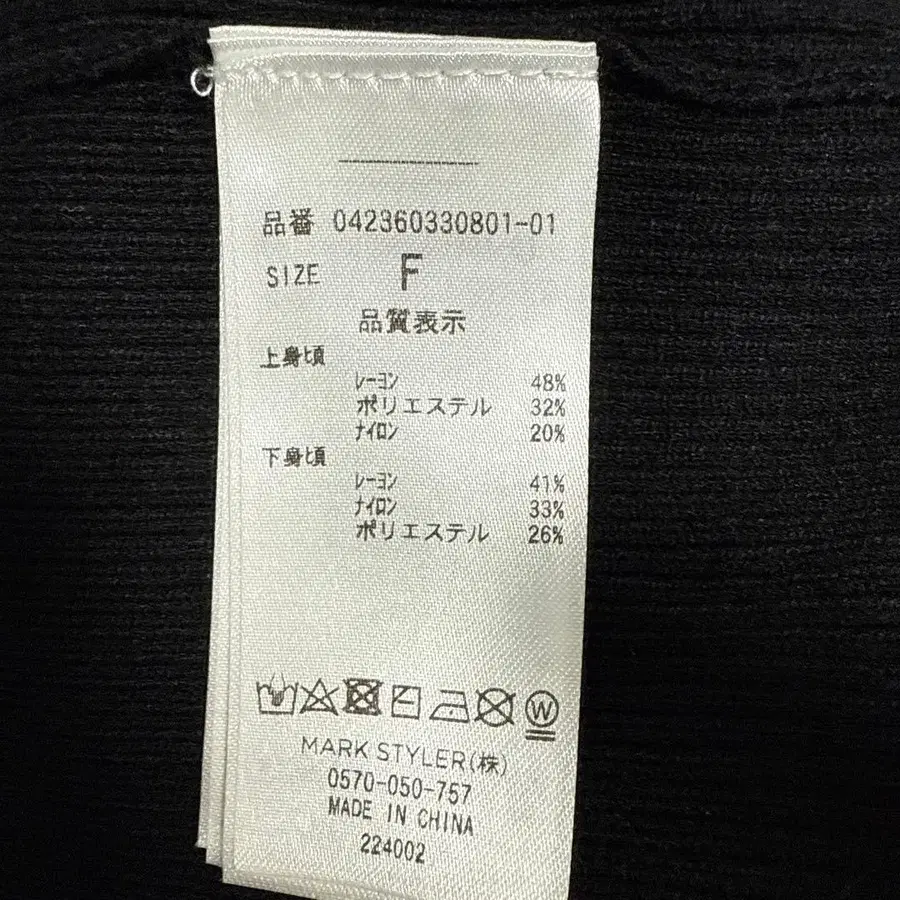 品番 042360330801-01
SIZE F
品質表示
上身頃
ﾚｰﾖﾝ 48%
ポリエステル 32%
ﾅｲﾛﾝ 20%
下身頃
ﾚｰﾖﾝ 41%
ﾅｲﾛﾝ 33%
ポリエステル 26%
W
MARK STYLER(株)
0570-050-757
MADE IN CHINA
224002